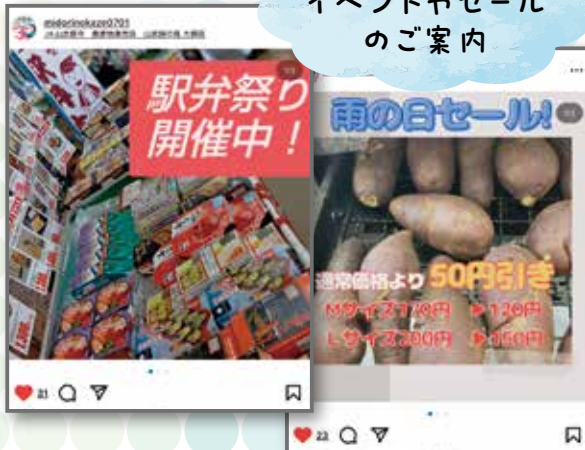 イベントやセール
のご案内
midorinokaze0701
駅弁祭り
開催中！
21
雨の日セール!
通常価格より50円引き
Mサイズ170円 ▶120円
Lサイズ200円 ▶150円
23